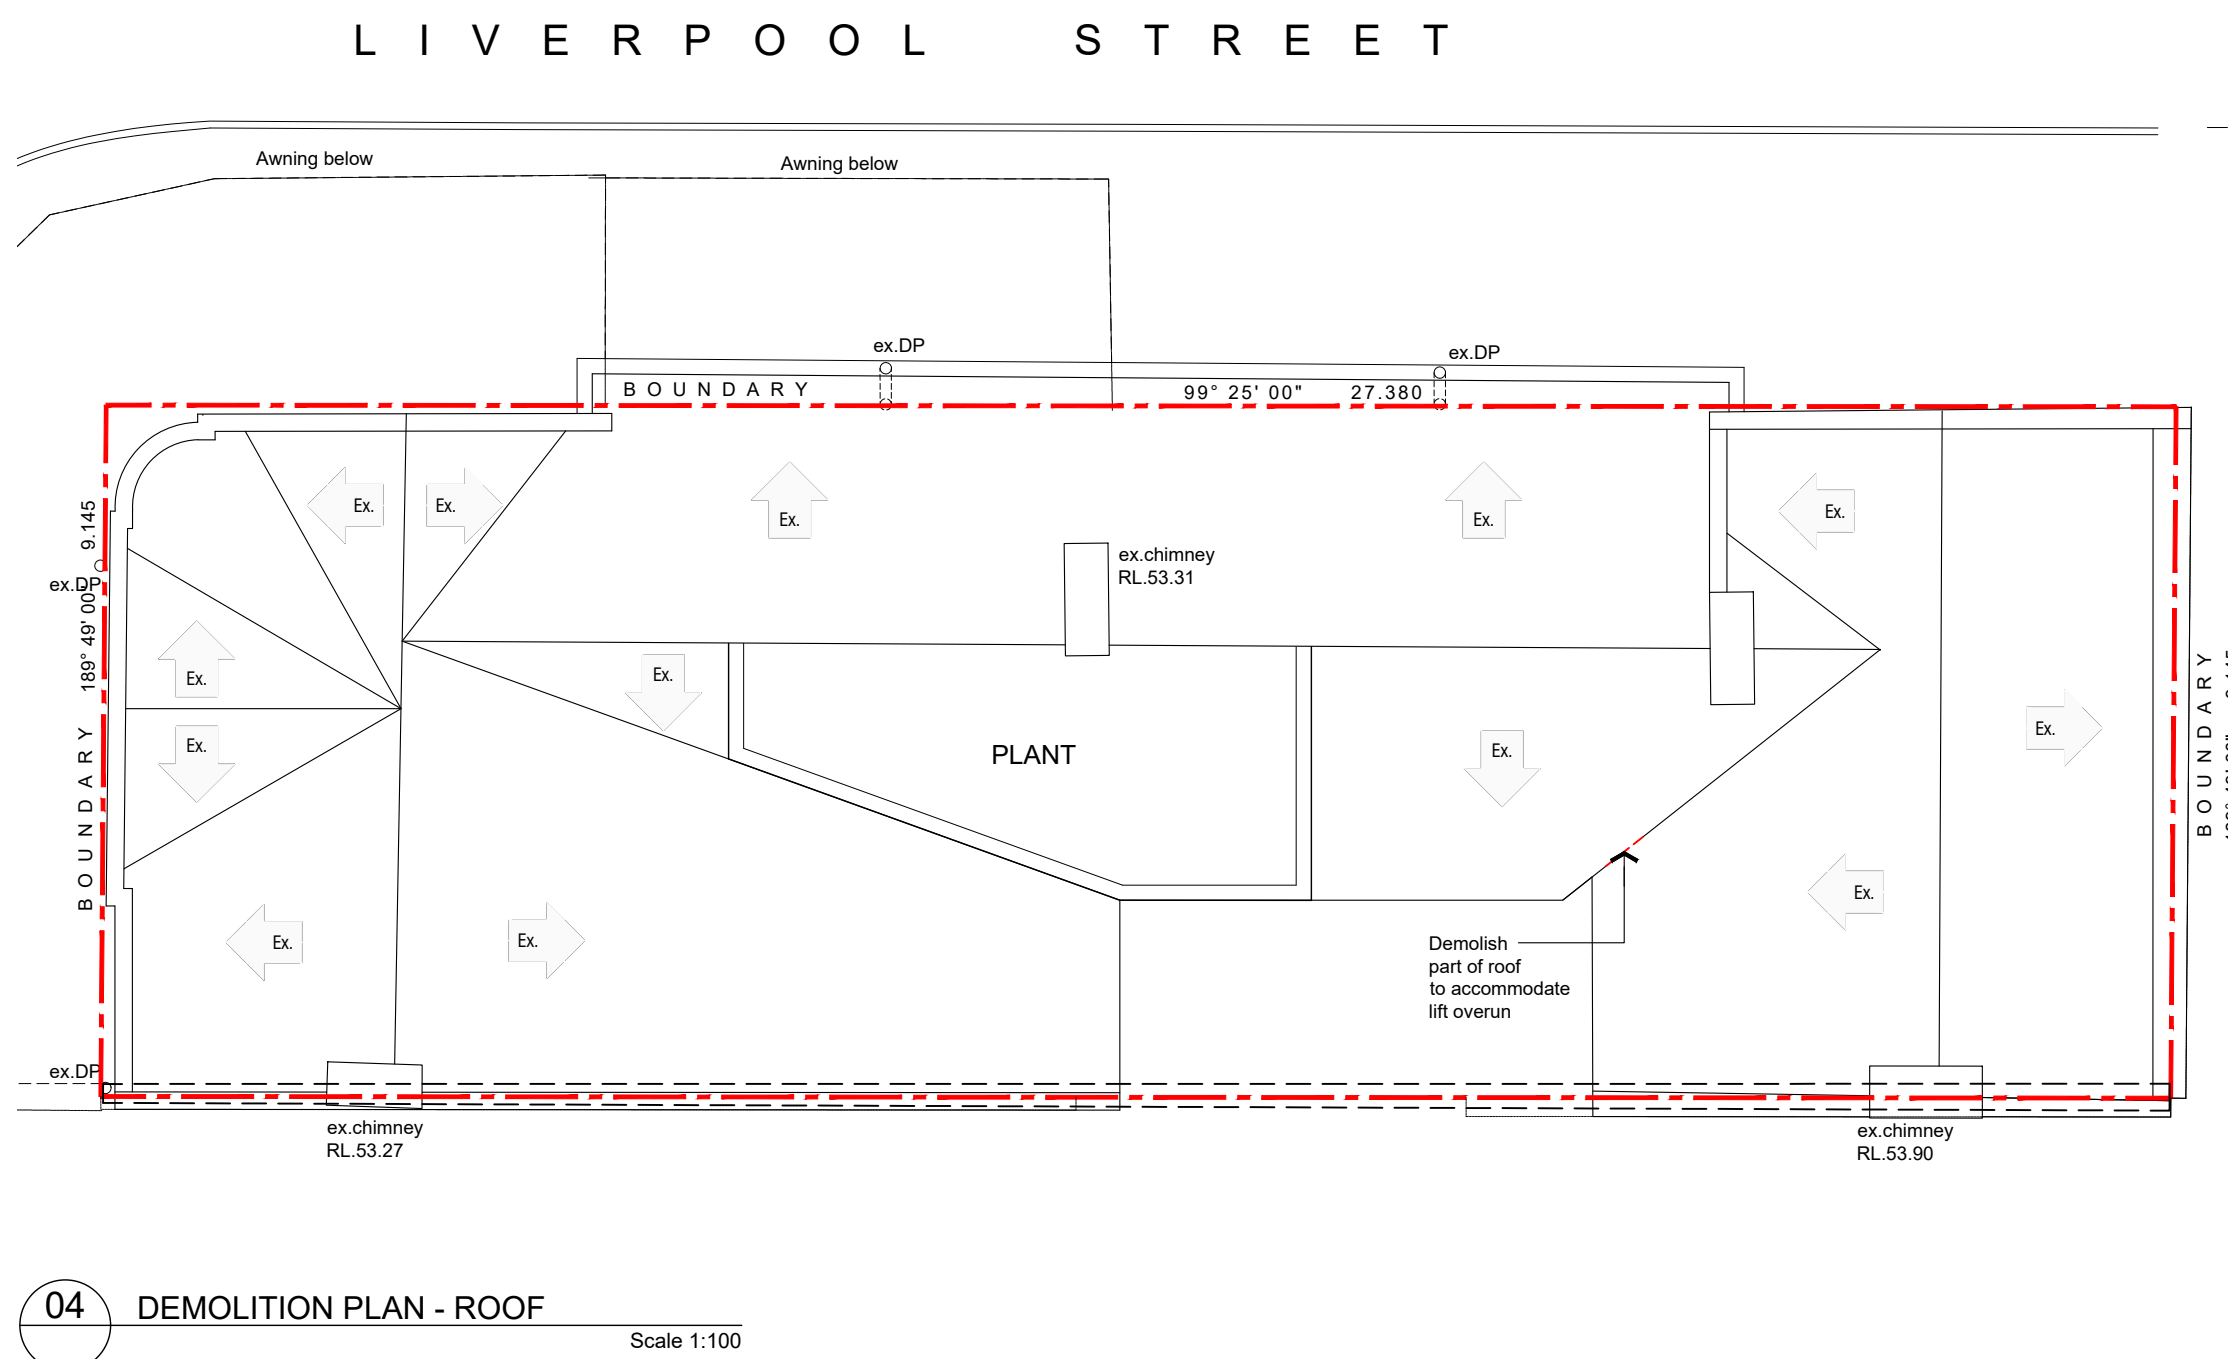 LIVERPOOL STREET
Awning below
Awning below
ex.DP
ex.DP
BOUNDARY
99° 25' 00" 27.380
Ex.
Ex.
Ex.
Ex.
Ex.
ex.chimney
RL.53.31
ex.DP
BOUNDARY
189° 49' 00" 9.145
Ex.
Ex.
Ex.
PLANT
Ex.
Ex.
BOUNDARY
Ex.
Ex.
Ex.
Demolish
part of roof
to accommodate
lift overun
ex.DP
ex.chimney
RL.53.27
ex.chimney
RL.53.90
04
DEMOLITION PLAN - ROOF
Scale 1:100